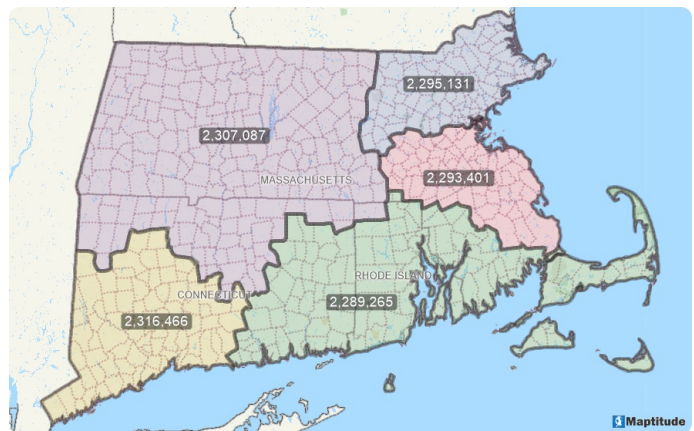 2,295,131
2,307,087
MASSACHUSETTS
2,293,401
RHODE ISLAND
CONNECTICUT
2,289,265
2,316,466
Maptitude